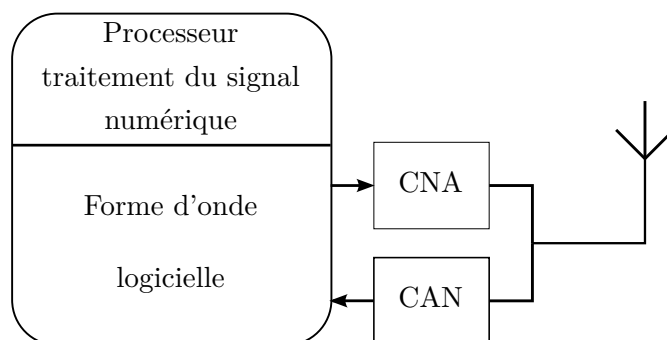 Processeur
traitement du signal
numérique
Forme d'onde
logicielle
CNA
CAN